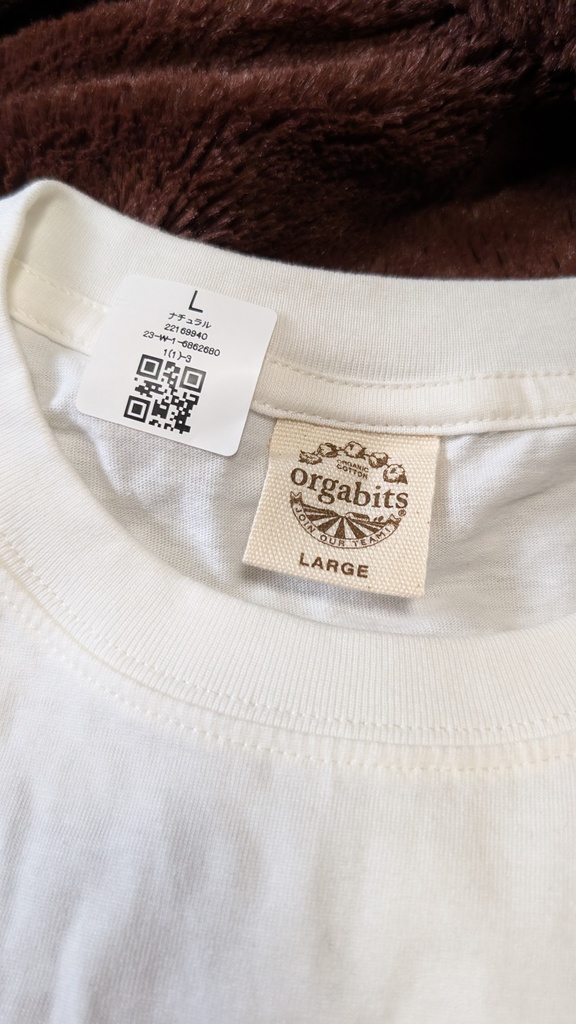 L
ナチュラル
22169940
23-W-1-6862680
1(1)-3
ORGANIC
COTTON
orgabits
®
JOIN OUR TEAM!
LARGE